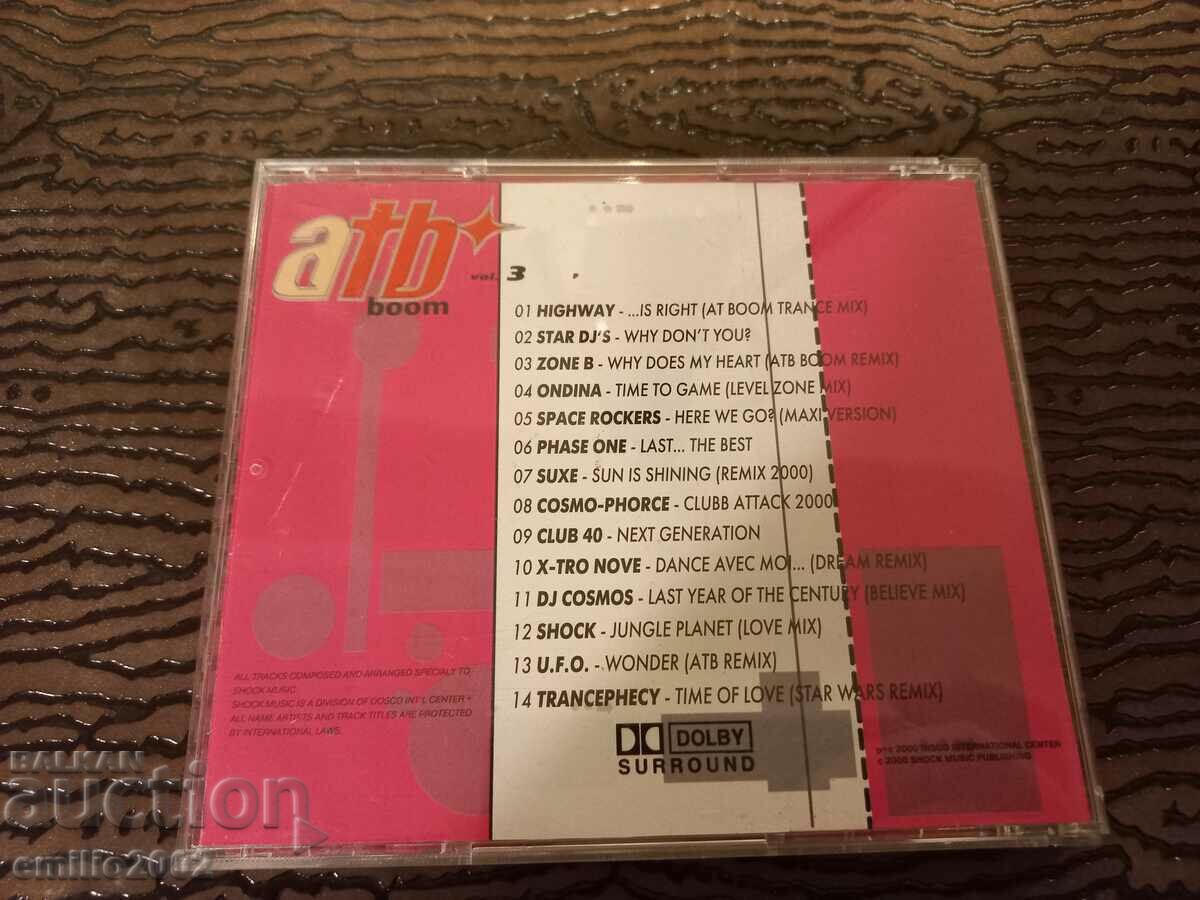 atb
boom
vol. 3
01 HIGHWAY - ...IS RIGHT (AT BOOM TRANCE MIX)
02 STAR DJ'S - WHY DON'T YOU?
03 ZONE B - WHY DOES MY HEART (ATB BOOM REMIX)
04 ONDINA - TIME TO GAME (LEVEL ZONE MIX)
05 SPACE ROCKERS - HERE WE GO? (MAXI VERSION)
06 PHASE ONE - LAST... THE BEST
07 SUXE - SUN IS SHINING (REMIX 2000)
08 COSMO-PHORCE - CLUBB ATTACK 2000
09 CLUB 40 - NEXT GENERATION
10 X-TRO NOVE - DANCE AVEC MOI... (DREAM REMIX)
11 DJ COSMOS - LAST YEAR OF THE CENTURY (BELIEVE MIX)
12 SHOCK - JUNGLE PLANET (LOVE MIX)
13 U.F.O. - WONDER (ATB REMIX)
14 TRANCEPHECY - TIME OF LOVE (STAR WARS REMIX)
ALL TRACKS COMPOSED AND ARRANGED SPECIALY TO
SHOCK MUSIC.
SHOCK MUSIC IS A DIVISION OF DOSCO INT'L CENTER
ALL NAME ARTISTS AND TRACK TITLES ARE PROTECTED
BY INTERNATIONAL LAWS.
DOLBY
SURROUND
2000 INTERNATIONAL CENTER
c 2000 SHOCK MUSIC PUBLISHING
BALKAN
auction
emilio2002